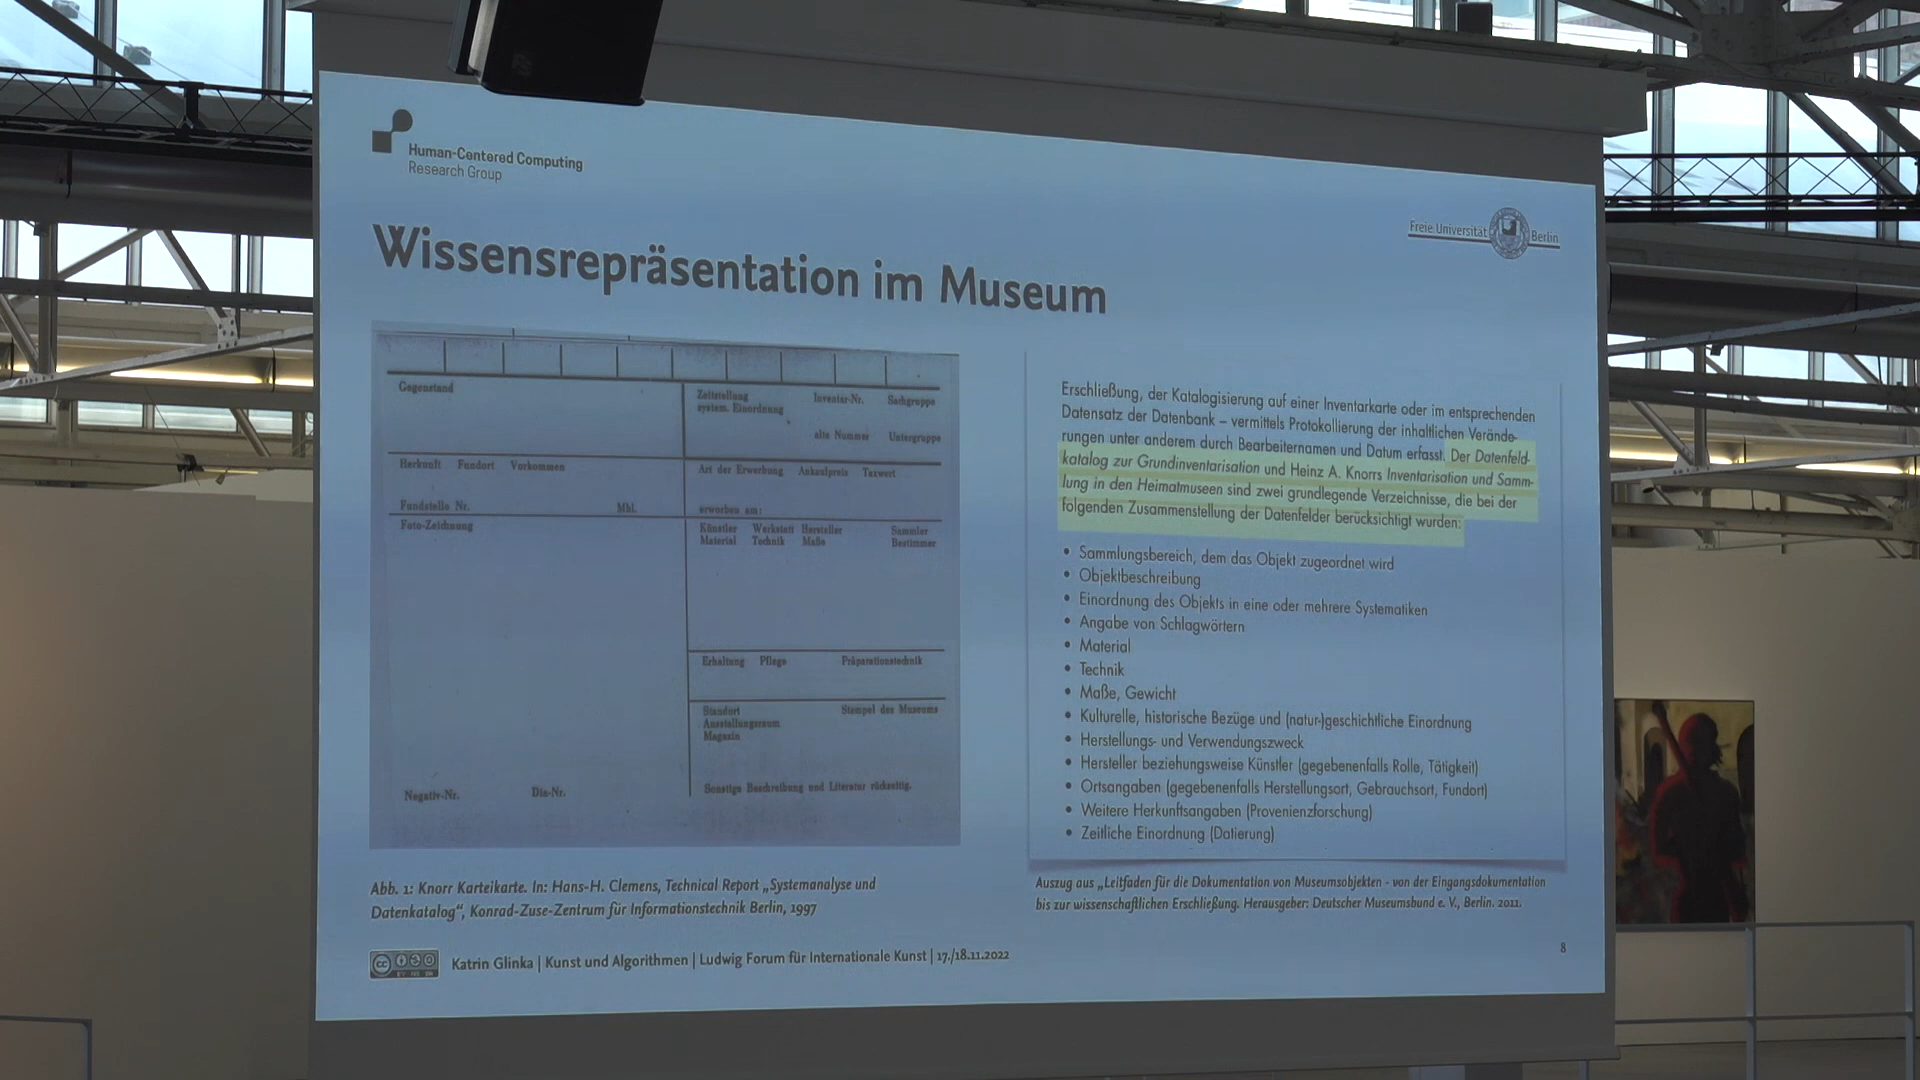 Human-Centered Computing
Research Group
Freie Universität Berlin
Wissensrepräsentation im Museum
Gegenstand
Zeitstellung Inventar-Nr. Sachgruppe
system. Einordnung
alte Nummer Untergruppe
Herkunft Fundort Vorkommen
Art der Erwerbung Ankaufpreis Taxwert
Fundstelle Nr. Mbl.
erworben am:
Foto-Zeichnung
Künstler Werkstatt Hersteller Sammler
Material Technik Maße Bestimmer
Erhaltung Pflege Präparationstechnik
Standort Stempel des Museums
Ausstellungsraum
Magazin
Negativ-Nr. Dia-Nr.
Sonstige Beschreibung und Literatur rückseitig.
Erschließung, der Katalogisierung auf einer Inventarkarte oder im entsprechenden
Datensatz der Datenbank – vermittels Protokollierung der inhaltlichen Verände-
rungen unter anderem durch Bearbeiternamen und Datum erfasst. Der Datenfeld-
katalog zur Grundinventarisation und Heinz A. Knorrs Inventarisation und Samm-
lung in den Heimatmuseen sind zwei grundlegende Verzeichnisse, die bei der
folgenden Zusammenstellung der Datenfelder berücksichtigt wurden:
• Sammlungsbereich, dem das Objekt zugeordnet wird
• Objektbeschreibung
• Einordnung des Objekts in eine oder mehrere Systematiken
• Angabe von Schlagwörtern
• Material
• Technik
• Maße, Gewicht
• Kulturelle, historische Bezüge und (natur-)geschichtliche Einordnung
• Herstellungs- und Verwendungszweck
• Hersteller beziehungsweise Künstler (gegebenenfalls Rolle, Tätigkeit)
• Ortsangaben (gegebenenfalls Herstellungsort, Gebrauchsort, Fundort)
• Weitere Herkunftsangaben (Provenienzforschung)
• Zeitliche Einordnung (Datierung)
Abb. 1: Knorr Karteikarte. In: Hans-H. Clemens, Technical Report „Systemanalyse und
Datenkatalog“, Konrad-Zuse-Zentrum für Informationstechnik Berlin, 1997
Auszug aus „Leitfaden für die Dokumentation von Museumsobjekten - von der Eingangsdokumentation
bis zur wissenschaftlichen Erschließung. Herausgeber: Deutscher Museumsbund e. V., Berlin. 2011.
cc BY NC
Katrin Glinka | Kunst und Algorithmen | Ludwig Forum für Internationale Kunst | 17./18.11.2022
8